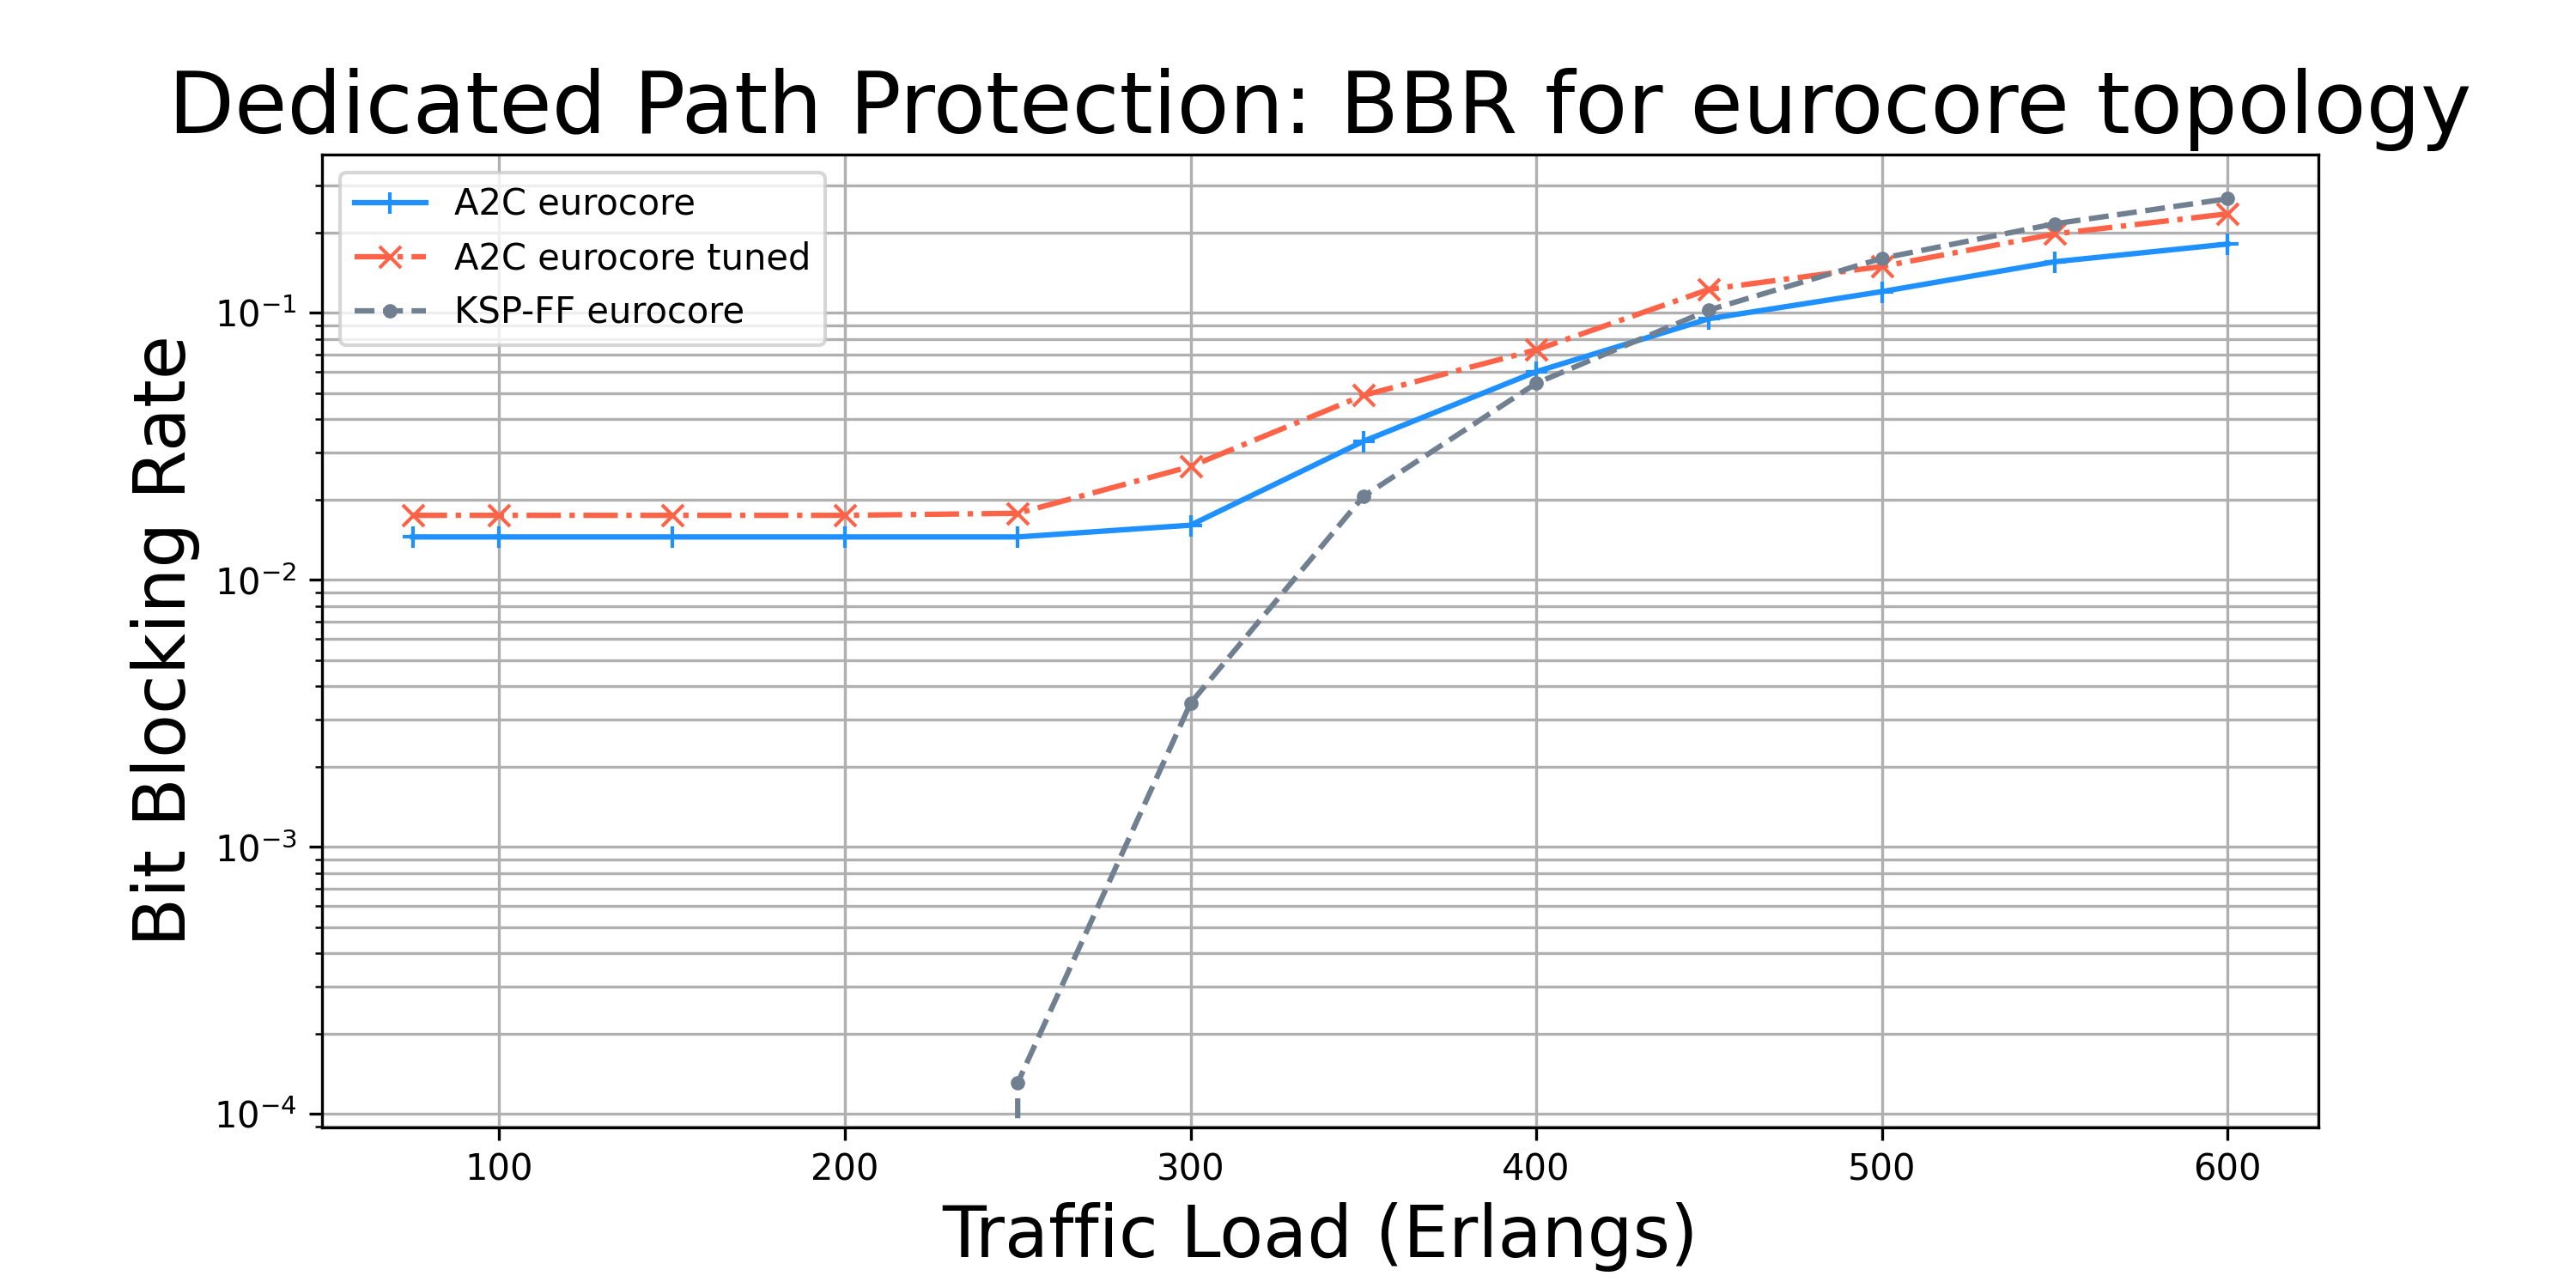 Dedicated Path Protection: BBR for eurocore topology
A2C eurocore
A2C eurocore tuned
KSP-FF eurocore
Bit Blocking Rate
10⁻¹
10⁻²
10⁻³
10⁻⁴
100 200 300 400 500 600
Traffic Load (Erlangs)